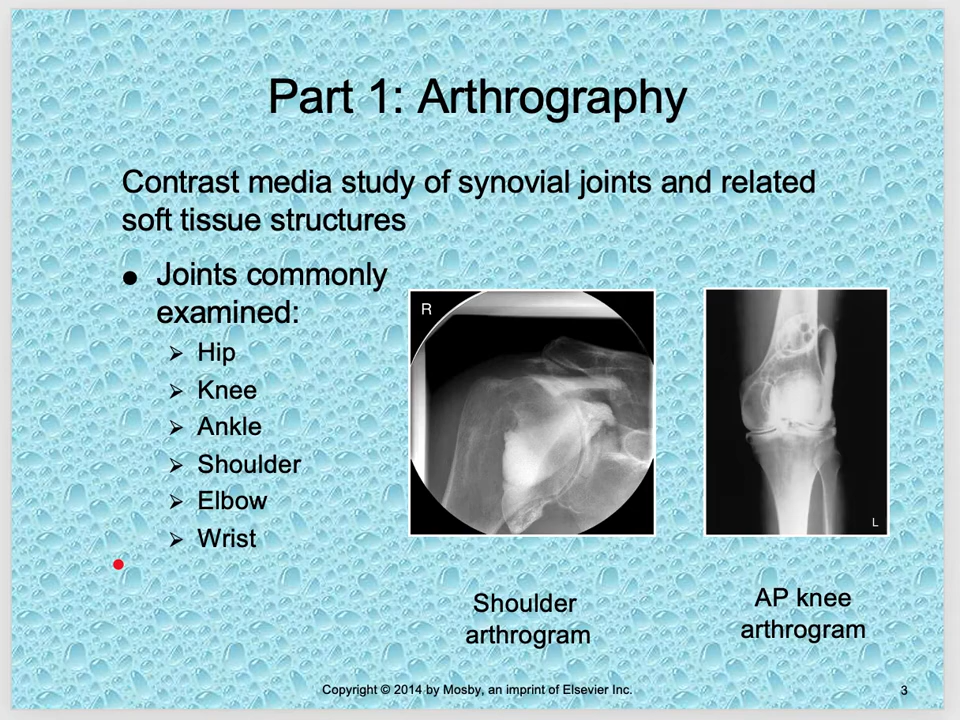 Part 1: Arthrography
Contrast media study of synovial joints and related
soft tissue structures
● Joints commonly
examined:
➢ Hip
➢ Knee
➢ Ankle
➢ Shoulder
➢ Elbow
➢ Wrist
R
L
Shoulder
arthrogram
AP knee
arthrogram
Copyright © 2014 by Mosby, an imprint of Elsevier Inc.
3